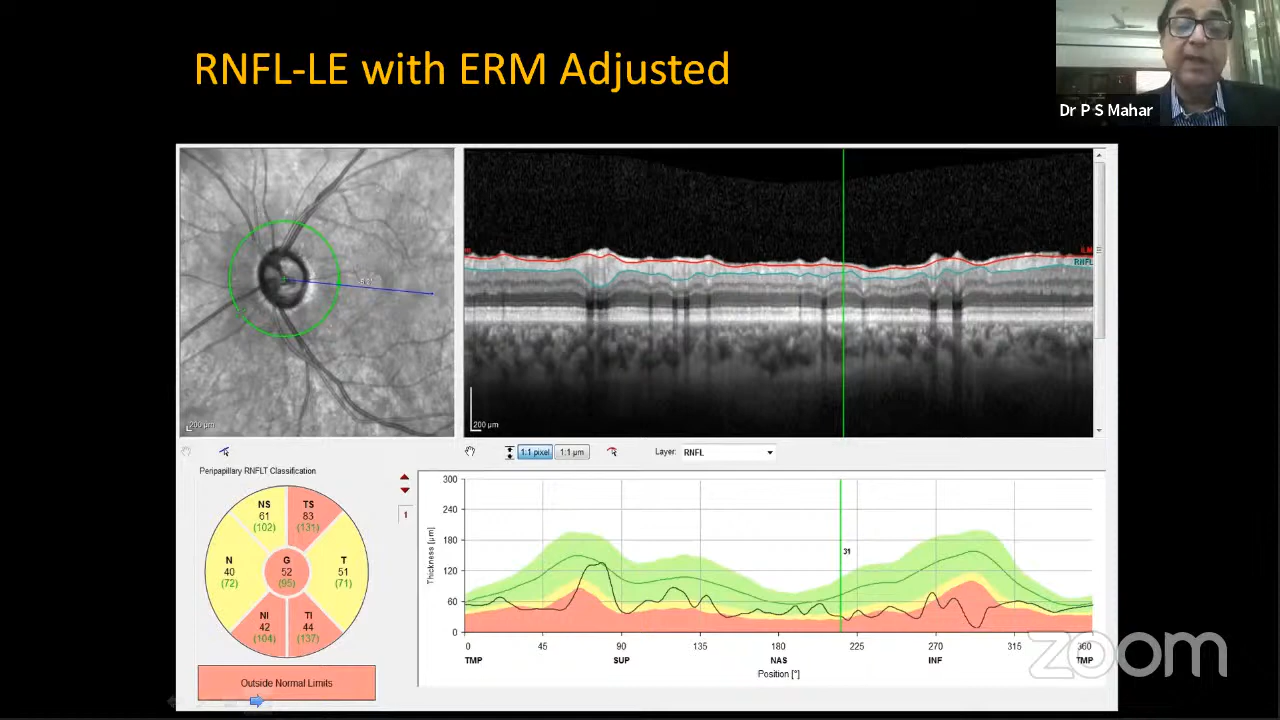 RNFL-LE with ERM Adjusted
Dr P S Mahar
ILM
RNFL
200 µm
200 µm
1:1 pixel
1:1 µm
Layer:
RNFL
Peripapillary RNFLT Classification
NS
61
(102)
TS
83
(131)
N
40
(72)
G
52
(95)
T
51
(71)
NI
42
(104)
TI
44
(137)
Outside Normal Limits
1
Thickness [µm]
300
240
180
120
60
0
31
0 45 90 135 180 225 270 315 360
TMP SUP NAS INF TMP
Position [°]
zoom